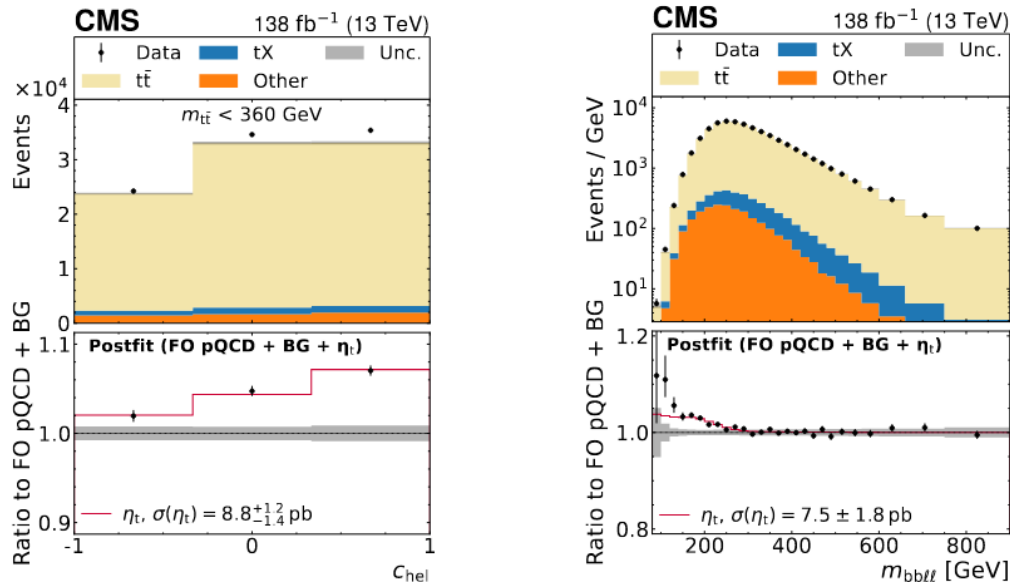 CMS 138 fb⁻¹ (13 TeV)
Data tX Unc.
tt̄ Other
×10⁴
m_tt̄ < 360 GeV
Events
4
3
2
1
0
Ratio to FO pQCD + BG
Postfit (FO pQCD + BG + η_t)
1.1
1.0
0.9
η_t, σ(η_t) = 8.8 +1.2 −1.4 pb
-1 0 1
c_hel
CMS 138 fb⁻¹ (13 TeV)
Data tX Unc.
tt̄ Other
Events / GeV
10⁴
10³
10²
10¹
Ratio to FO pQCD + BG
Postfit (FO pQCD + BG + η_t)
1.2
1.0
0.8
η_t, σ(η_t) = 7.5 ± 1.8 pb
200 400 600 800
m_bbℓℓ [GeV]